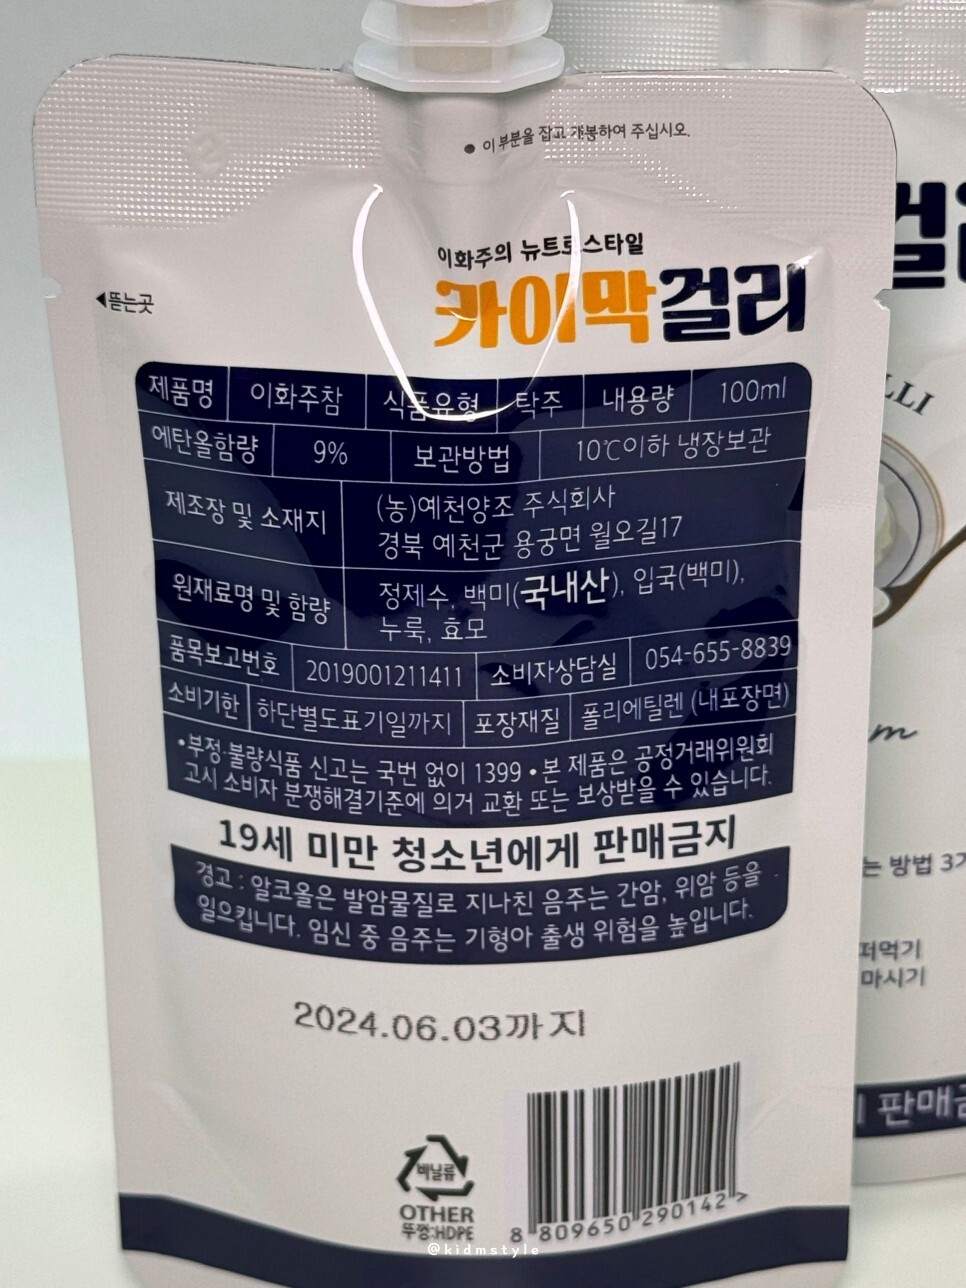 ● 이 부분을 잡고 개봉하여 주십시오.
이화주의 뉴트로스타일
카이막걸리
◀뜯는곳
제품명 이화주참 식품유형 탁주 내용량 100ml
에탄올함량 9% 보관방법 10℃이하 냉장보관
제조장 및 소재지 (농)예천양조 주식회사
경북 예천군 용궁면 월오길17
원재료명 및 함량 정제수, 백미(국내산), 입국(백미),
누룩, 효모
품목보고번호 2019001211411 소비자상담실 054-655-8839
소비기한 하단별도표기일까지 포장재질 폴리에틸렌 (내포장면)
•부정·불량식품 신고는 국번 없이 1399 • 본 제품은 공정거래위원회
고시 소비자 분쟁해결기준에 의거 교환 또는 보상받을 수 있습니다.
19세 미만 청소년에게 판매금지
경고 : 알코올은 발암물질로 지나친 음주는 간암, 위암 등을
일으킵니다. 임신 중 음주는 기형아 출생 위험을 높입니다.
2024.06.03까지
비닐류
OTHER
뚜껑:HDPE
8 809650 290142 >
@kidmstyle
걸
LLI
m
는 방법 3
떠먹기
마시기
판매금